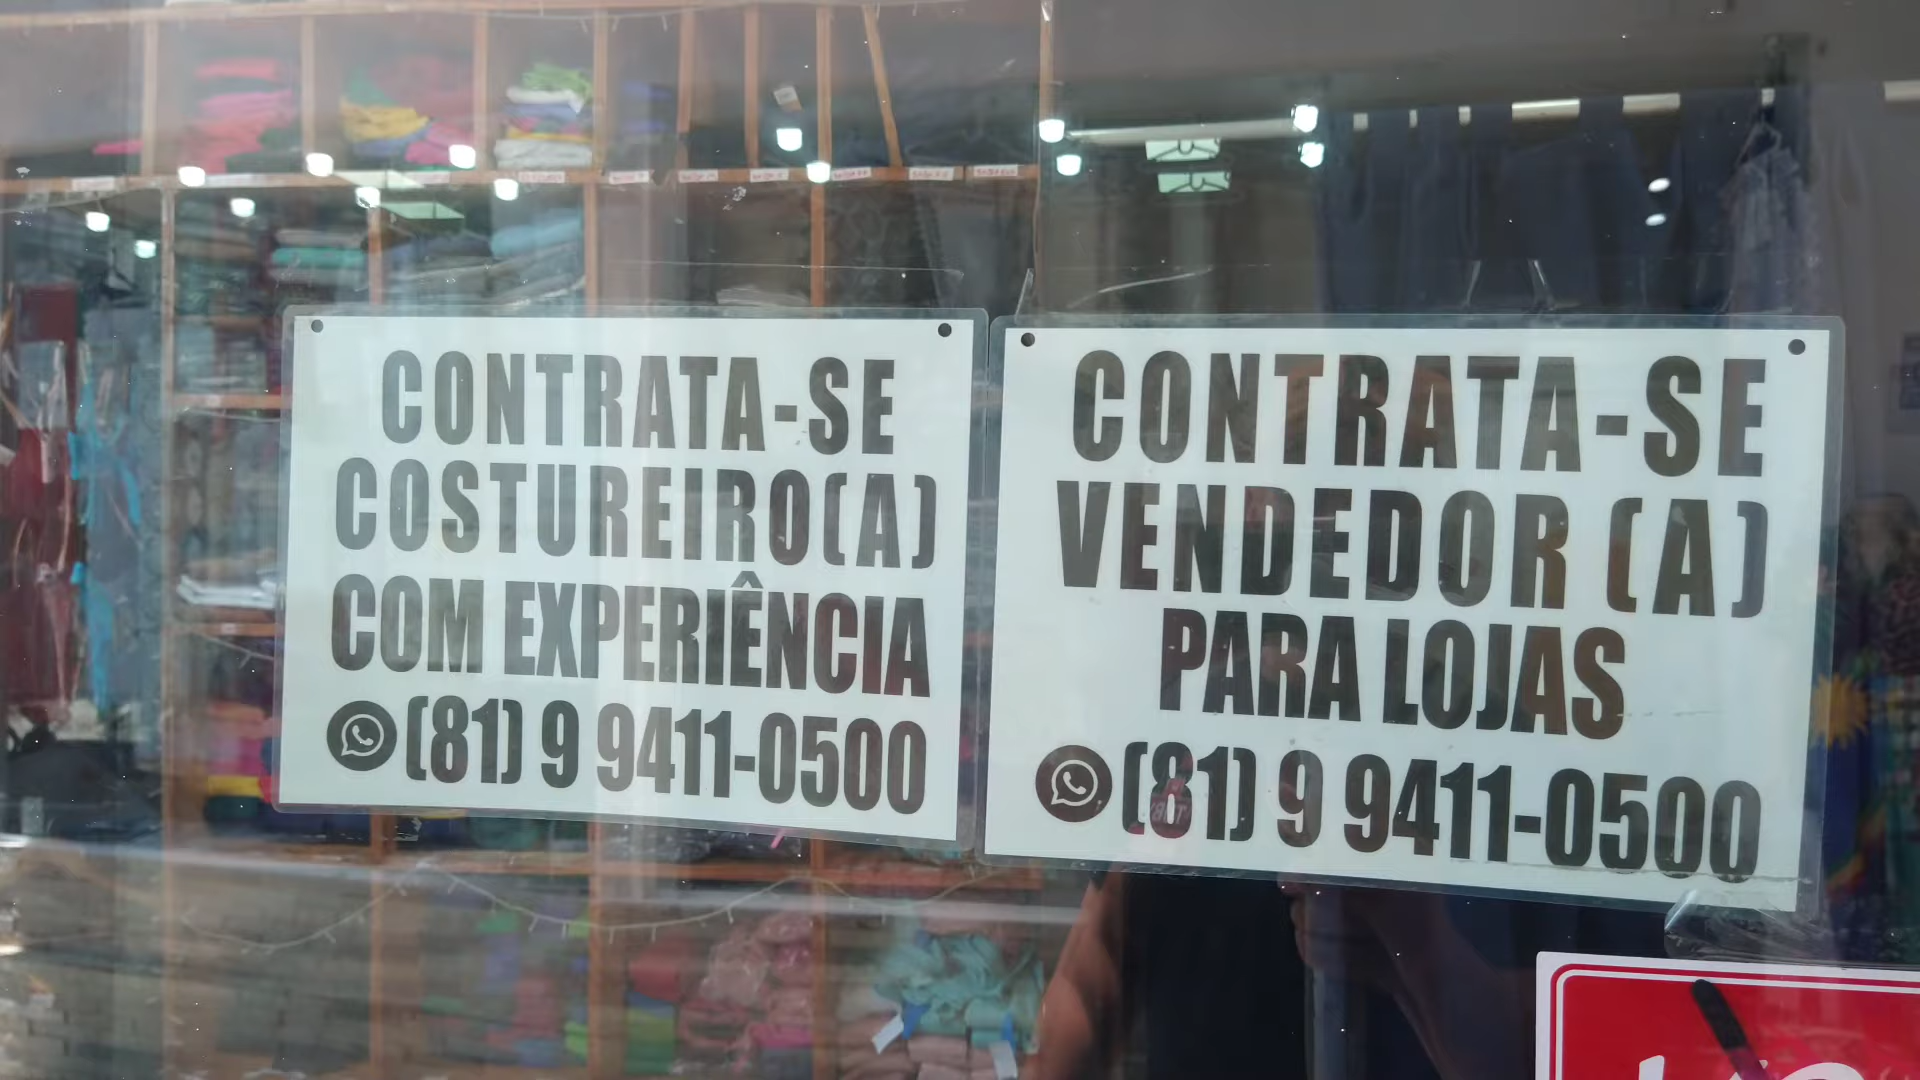 CONTRATA-SE
COSTUREIRO(A)
COM EXPERIÊNCIA
(81) 9 9411-0500
CONTRATA-SE
VENDEDOR (A)
PARA LOJAS
(81) 9 9411-0500